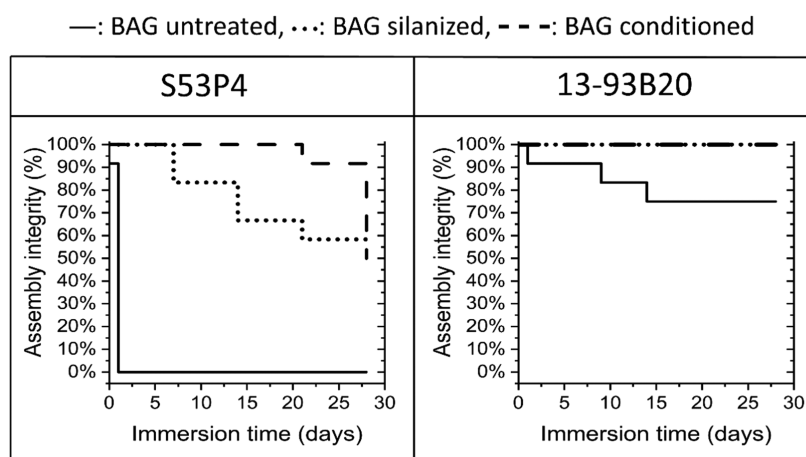 —: BAG untreated, ···: BAG silanized, - - -: BAG conditioned
S53P4
13-93B20
Assembly integrity (%)
100%
90%
80%
70%
60%
50%
40%
30%
20%
10%
0%
0 5 10 15 20 25 30
Immersion time (days)
Assembly integrity (%)
100%
90%
80%
70%
60%
50%
40%
30%
20%
10%
0%
0 5 10 15 20 25 30
Immersion time (days)